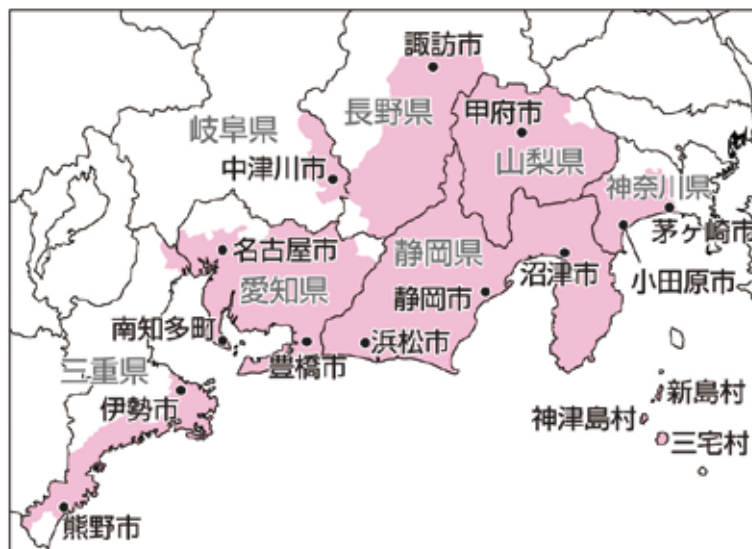 諏訪市
長野県
甲府市
岐阜県
中津川市
山梨県
神奈川県
茅ヶ崎市
名古屋市
静岡県
愛知県
沼津市
小田原市
静岡市
南知多町
豊橋市
浜松市
三重県
伊勢市
新島村
神津島村
三宅村
熊野市